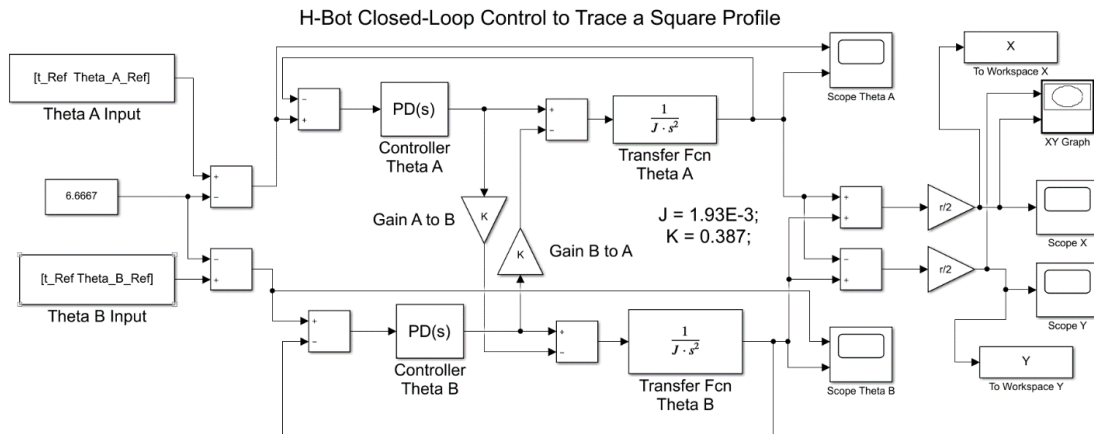 H-Bot Closed-Loop Control to Trace a Square Profile
[t_Ref Theta_A_Ref]
Theta A Input
6.6667
[t_Ref Theta_B_Ref]
Theta B Input
+
−
−
+
−
+
PD(s)
Controller
Theta A
+
−
1
J · s²
Transfer Fcn
Theta A
K
Gain A to B
K
Gain B to A
J = 1.93E-3;
K = 0.387;
+
−
PD(s)
Controller
Theta B
+
−
1
J · s²
Transfer Fcn
Theta B
+
+
−
+
r/2
r/2
Scope Theta A
Scope Theta B
X
To Workspace X
XY Graph
Scope X
Scope Y
Y
To Workspace Y